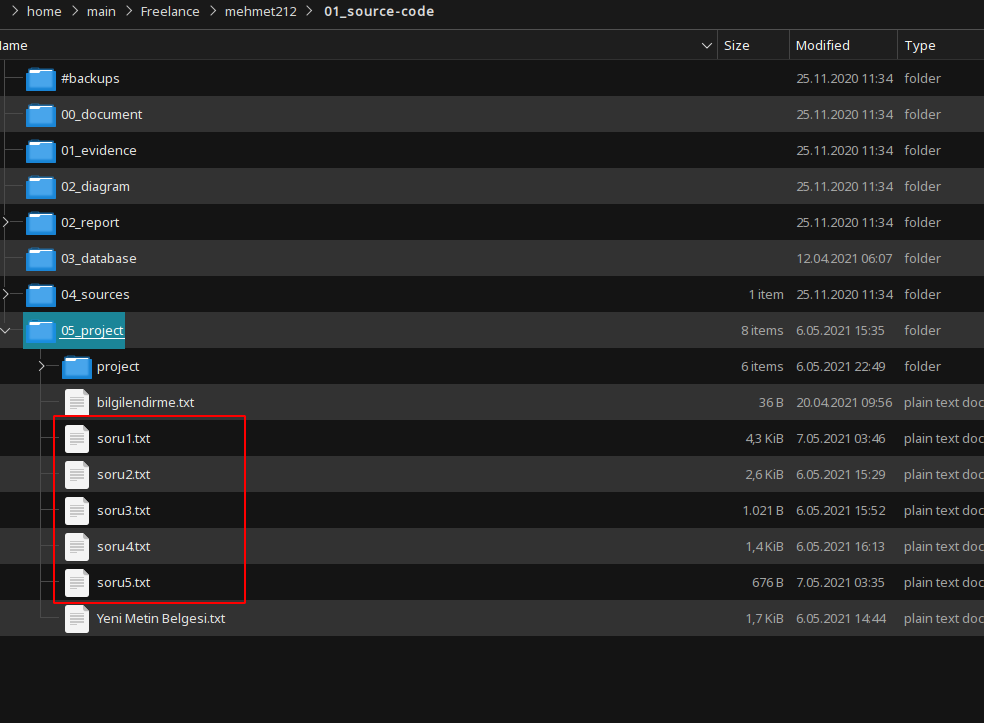 home main Freelance mehmet212 01_source-code
Name Size Modified Type
#backups 25.11.2020 11:34 folder
00_document 25.11.2020 11:34 folder
01_evidence 25.11.2020 11:34 folder
02_diagram 25.11.2020 11:34 folder
02_report 25.11.2020 11:34 folder
03_database 12.04.2021 06:07 folder
04_sources 1 item 25.11.2020 11:34 folder
05_project 8 items 6.05.2021 15:35 folder
project 6 items 6.05.2021 22:49 folder
bilgilendirme.txt 36 B 20.04.2021 09:56 plain text doc
soru1.txt 4,3 KiB 7.05.2021 03:46 plain text doc
soru2.txt 2,6 KiB 6.05.2021 15:29 plain text doc
soru3.txt 1.021 B 6.05.2021 15:52 plain text doc
soru4.txt 1,4 KiB 6.05.2021 16:13 plain text doc
soru5.txt 676 B 7.05.2021 03:35 plain text doc
Yeni Metin Belgesi.txt 1,7 KiB 6.05.2021 14:44 plain text doc